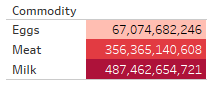 Commodity
Eggs 67,074,682,246
Meat 356,365,140,608
Milk 487,462,654,721